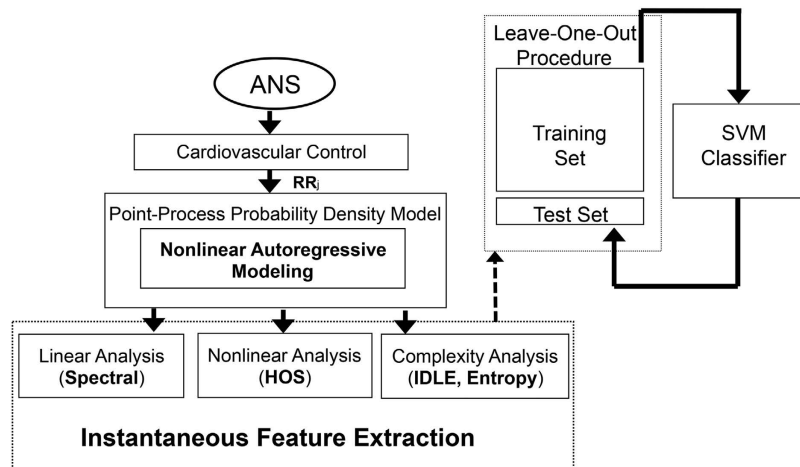 ANS
Cardiovascular Control
RRj
Point-Process Probability Density Model
Nonlinear Autoregressive
Modeling
Linear Analysis
(Spectral)
Nonlinear Analysis
(HOS)
Complexity Analysis
(IDLE, Entropy)
Instantaneous Feature Extraction
Leave-One-Out
Procedure
Training
Set
Test Set
SVM
Classifier